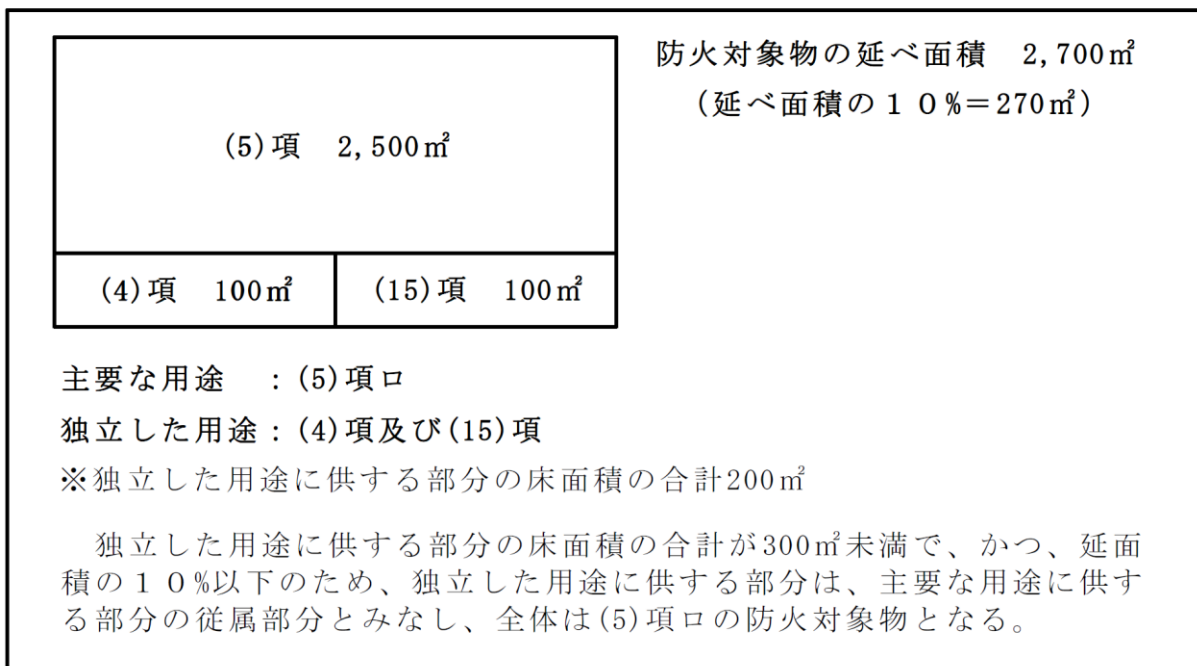 防火対象物の延べ面積 2,700㎡
(延べ面積の10%=270㎡)
(5)項 2,500㎡
(4)項 100㎡ (15)項 100㎡
主要な用途 :(5)項ロ
独立した用途:(4)項及び(15)項
※独立した用途に供する部分の床面積の合計200㎡
独立した用途に供する部分の床面積の合計が300㎡未満で、かつ、延面
積の10%以下のため、独立した用途に供する部分は、主要な用途に供す
る部分の従属部分とみなし、全体は(5)項ロの防火対象物となる。